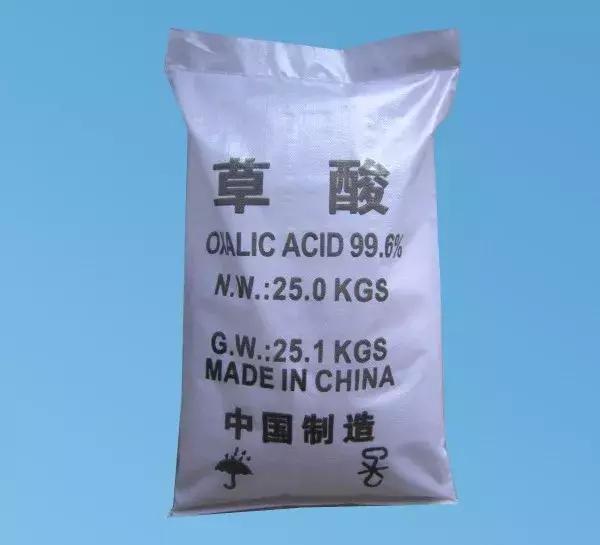 草酸
OXALIC ACID 99.6%
N.W.:25.0 KGS
G.W.:25.1 KGS
MADE IN CHINA
中国制造